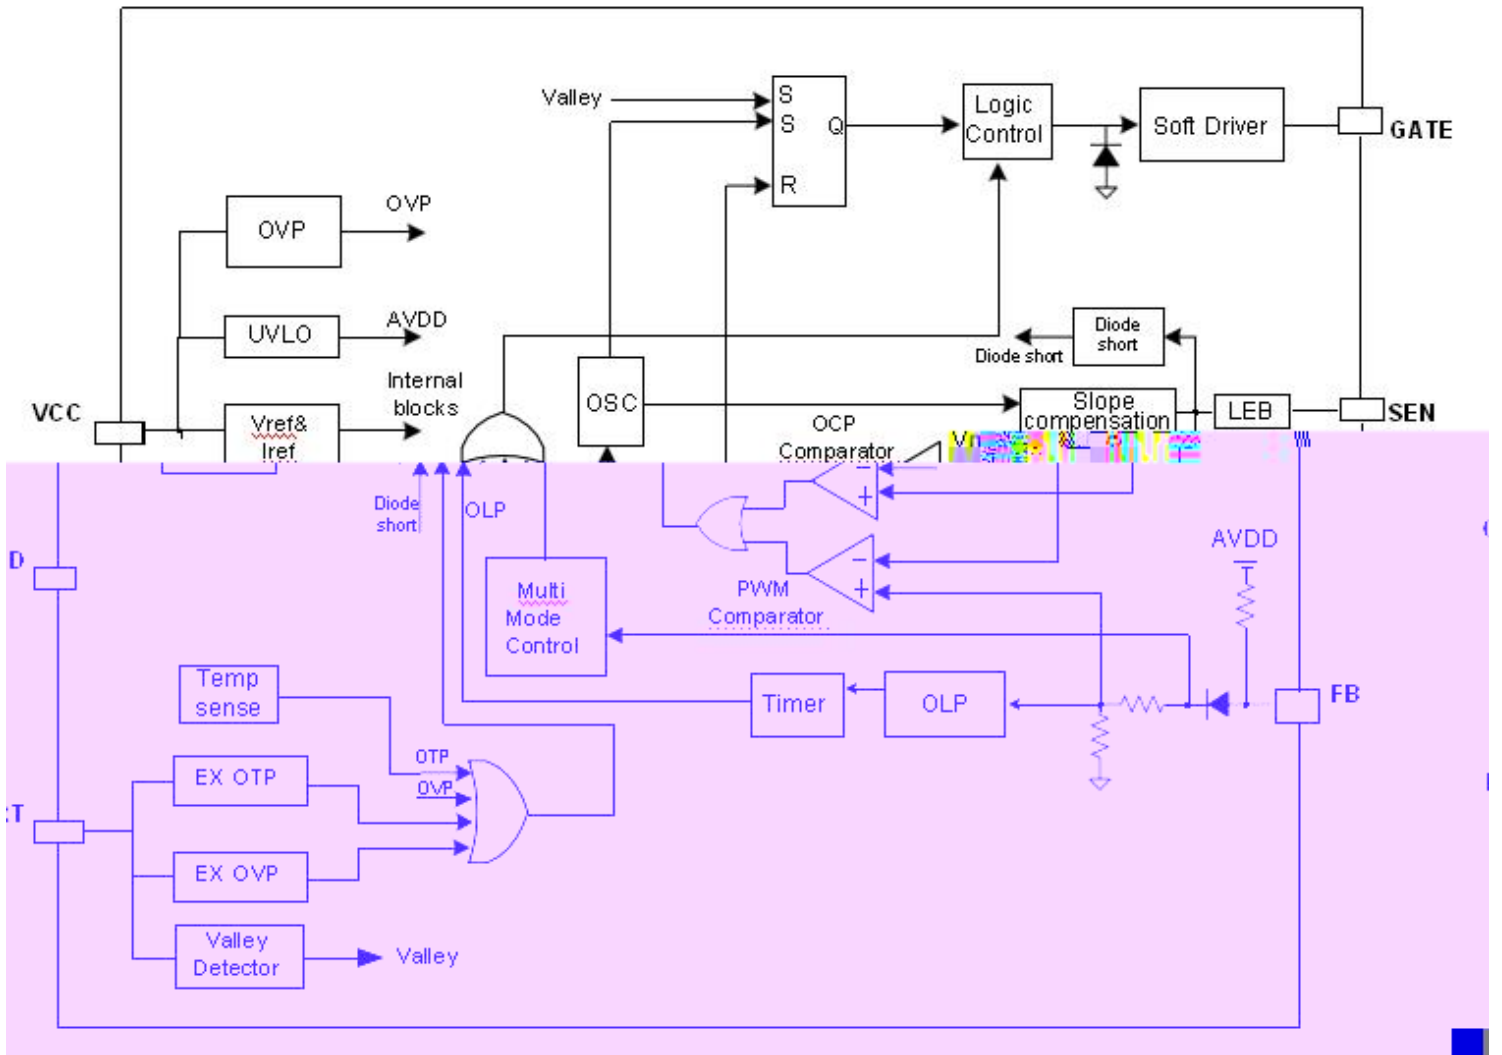 Valley
S
S
Q
R
Logic
Control
Soft Driver
GATE
OVP
OVP
UVLO
AVDD
Diode
short
Diode short
Internal
blocks
VCC
Vref&
Iref
OSC
Slope
compensation
LEB
SEN
OCP
Comparator
Diode
short
OLP
−
+
AVDD
D
−
+
Multi
Mode
Control
PWM
Comparator
Temp
sense
Timer
OLP
FB
OTP
OVP
EX OTP
EX OVP
Valley
Detector
Valley